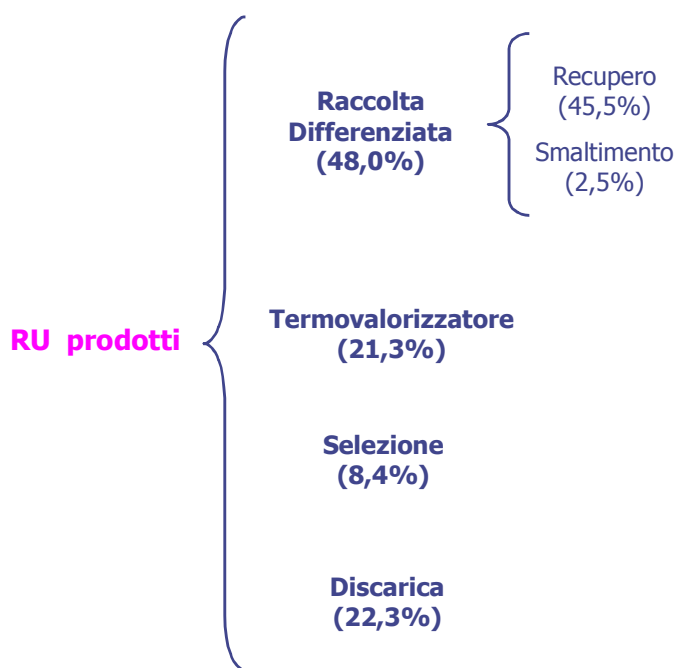 RU prodotti
Raccolta
Differenziata
(48,0%)
Recupero
(45,5%)
Smaltimento
(2,5%)
Termovalorizzatore
(21,3%)
Selezione
(8,4%)
Discarica
(22,3%)